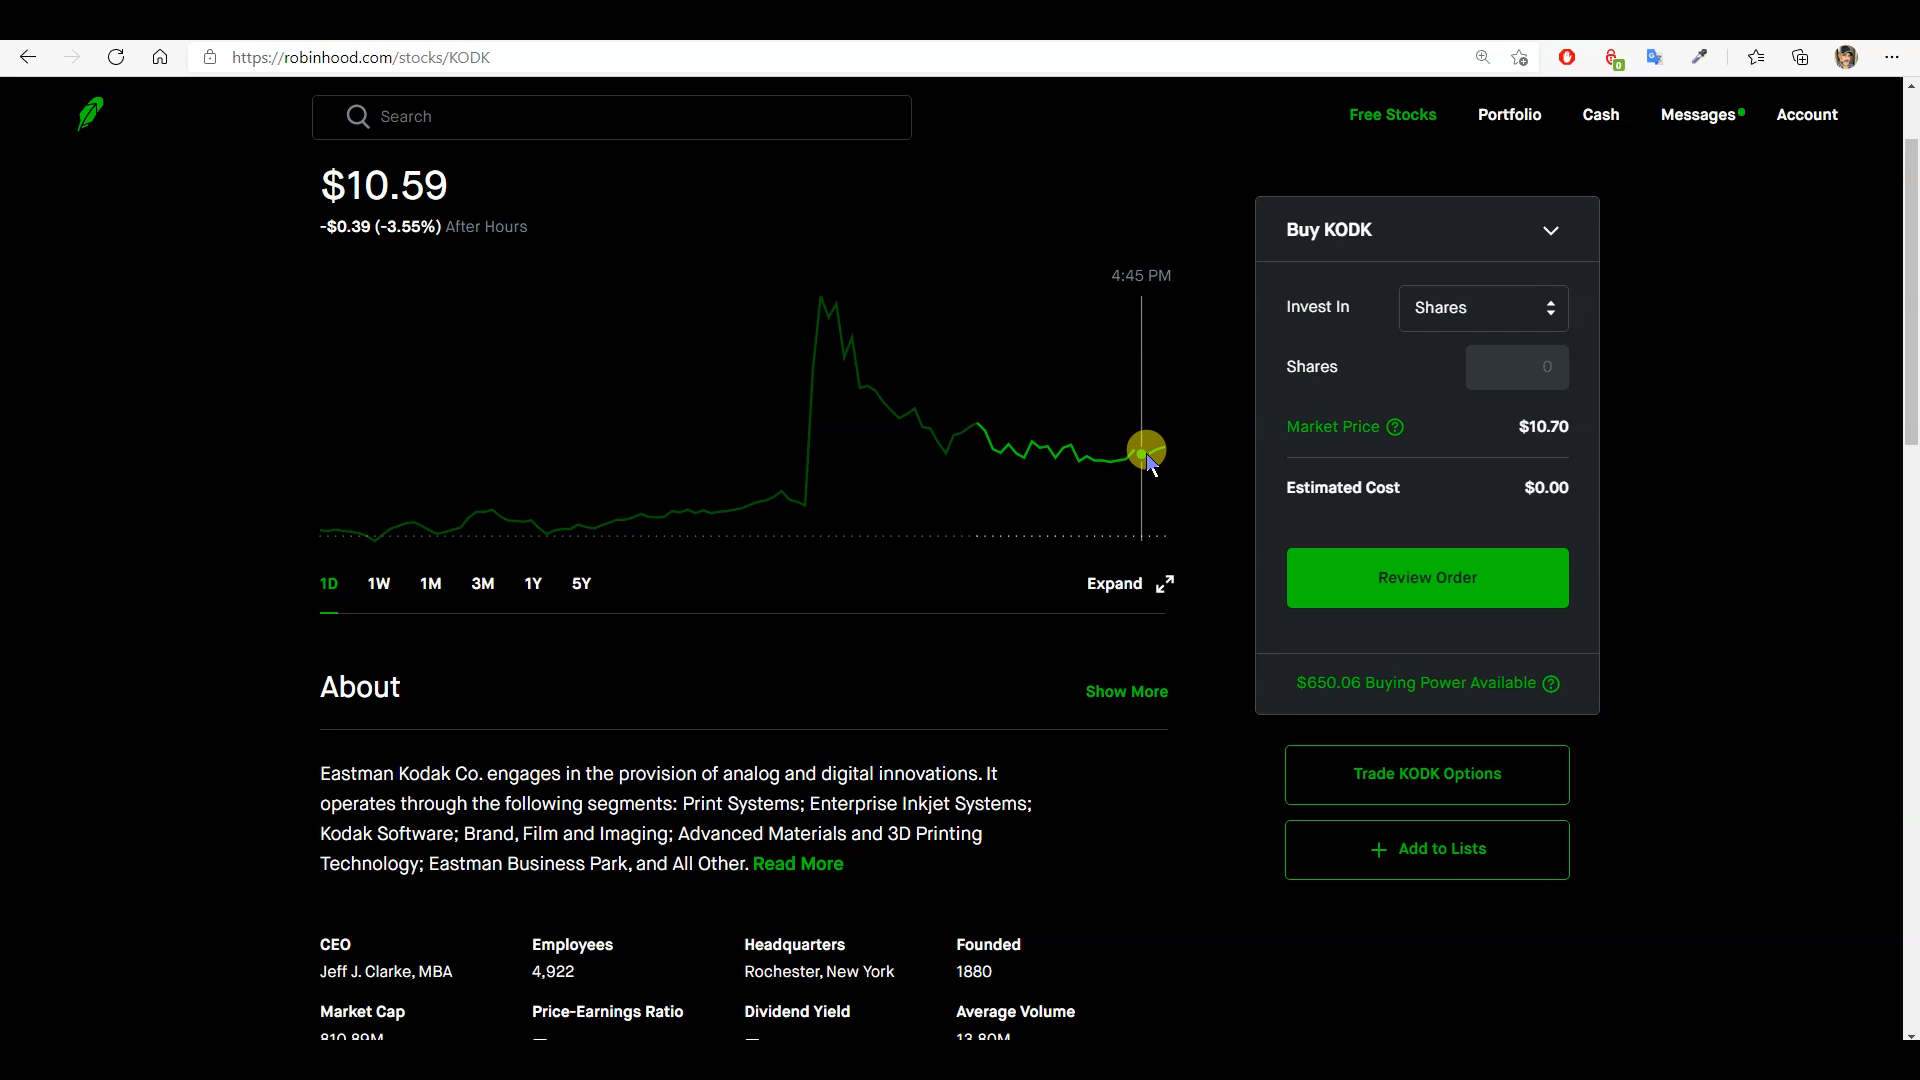 https://robinhood.com/stocks/KODK
0
Search
Free Stocks
Portfolio
Cash
Messages
Account
$10.59
-$0.39 (-3.55%) After Hours
4:45 PM
1D
1W
1M
3M
1Y
5Y
Expand
Buy KODK
Invest In
Shares
Shares
0
Market Price
$10.70
Estimated Cost
$0.00
Review Order
$650.06 Buying Power Available
Trade KODK Options
+ Add to Lists
About
Show More
Eastman Kodak Co. engages in the provision of analog and digital innovations. It
operates through the following segments: Print Systems; Enterprise Inkjet Systems;
Kodak Software; Brand, Film and Imaging; Advanced Materials and 3D Printing
Technology; Eastman Business Park, and All Other. Read More
CEO
Employees
Headquarters
Founded
Jeff J. Clarke, MBA
4,922
Rochester, New York
1880
Market Cap
Price-Earnings Ratio
Dividend Yield
Average Volume
810.89M
—
—
13.80M